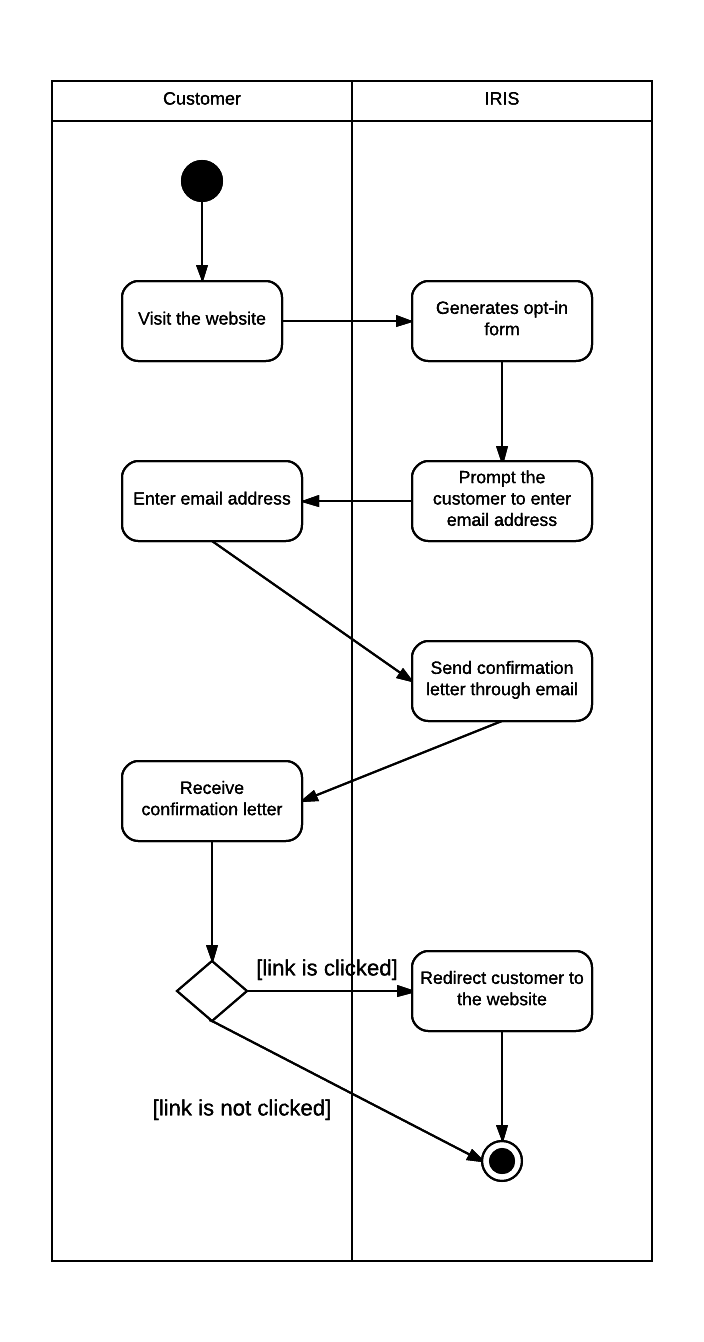 Customer
IRIS
Visit the website
Generates opt-in
form
Enter email address
Prompt the
customer to enter
email address
Send confirmation
letter through email
Receive
confirmation letter
[link is clicked]
Redirect customer to
the website
[link is not clicked]